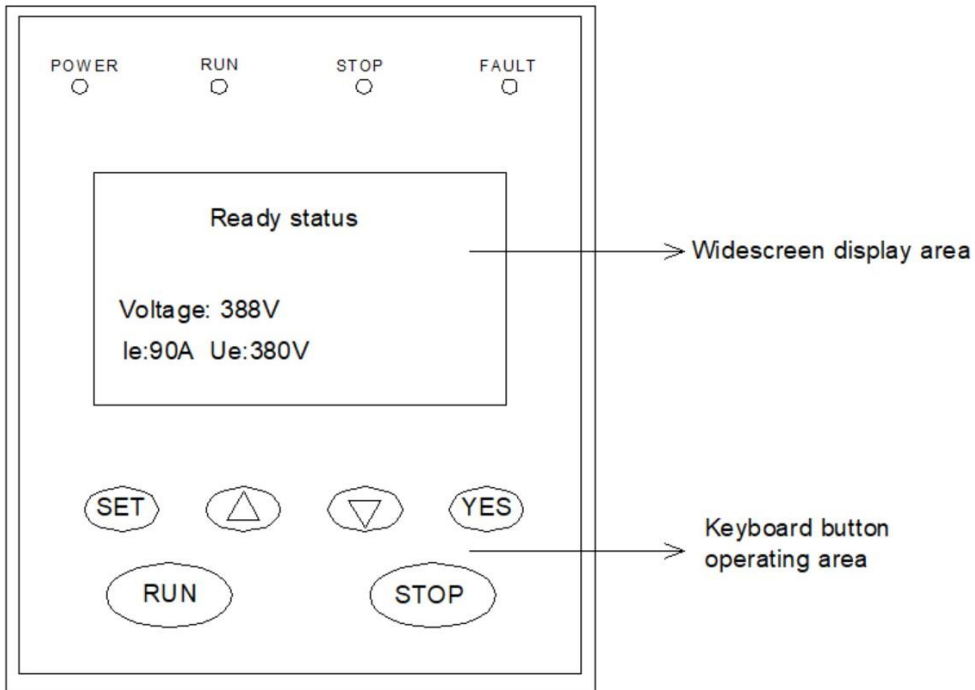 POWER RUN STOP FAULT
Ready status
Widescreen display area
Voltage: 388V
Ie:90A Ue:380V
SET YES
Keyboard button
operating area
RUN STOP